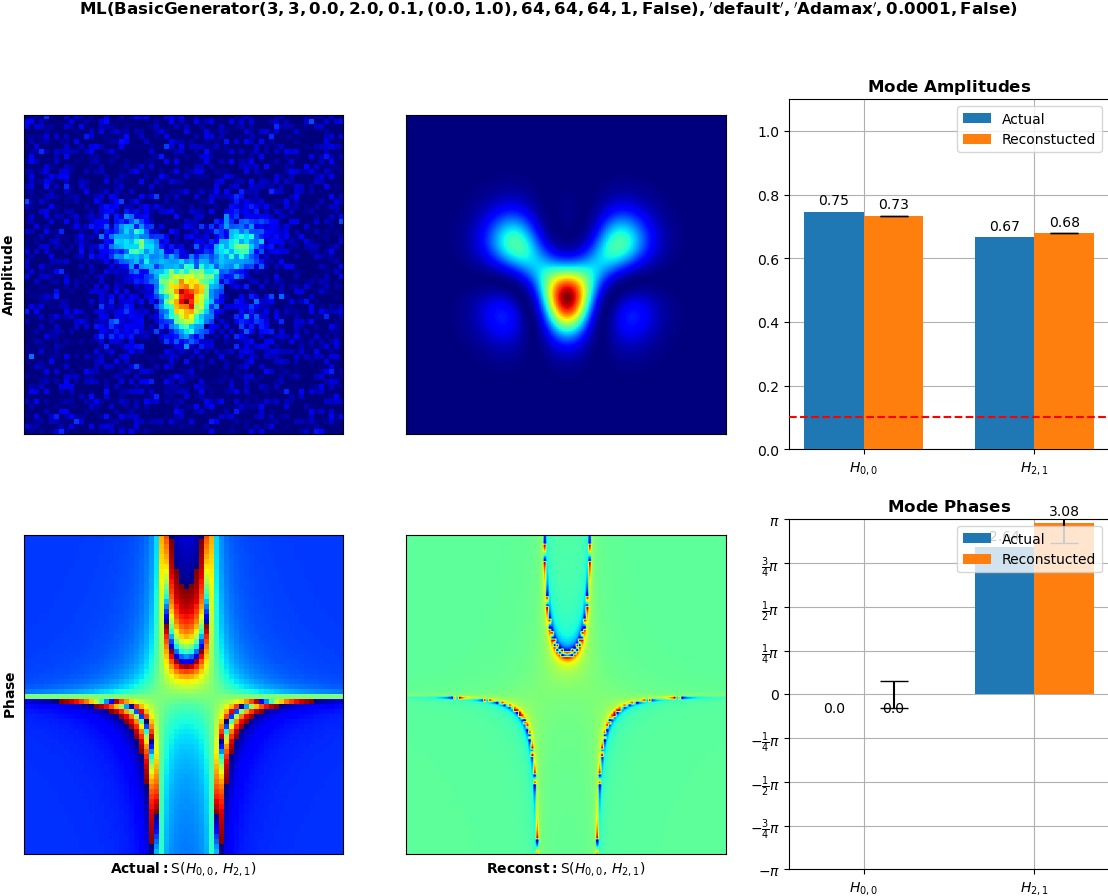 ML(BasicGenerator(3, 3, 0.0, 2.0, 0.1, (0.0, 1.0), 64, 64, 64, 1, False), ′default′, ′Adamax′, 0.0001, False)
Mode Amplitudes
Amplitude
1.0
0.8
0.6
0.4
0.2
0.0
Actual
Reconstucted
0.75
0.73
0.67
0.68
H0,0
H2,1
Mode Phases
Phase
π
3/4π
1/2π
1/4π
0
−1/4π
−1/2π
−3/4π
−π
3.08
Actual
Reconstucted
0.0
0.0
H0,0
H2,1
Actual: S(H0,0, H2,1)
Reconst: S(H0,0, H2,1)